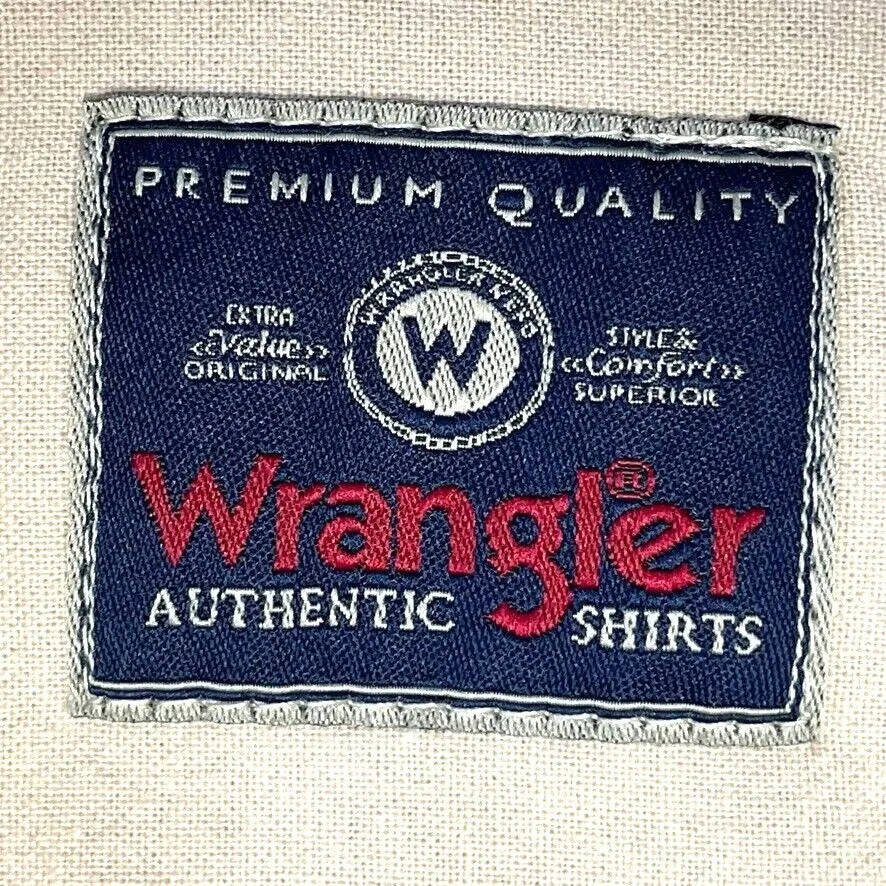 PREMIUM QUALITY
EXTRA
«Value»
ORIGINAL
W
STYLE &
«Comfort»
SUPERIOR
Wrangler®
AUTHENTIC SHIRTS